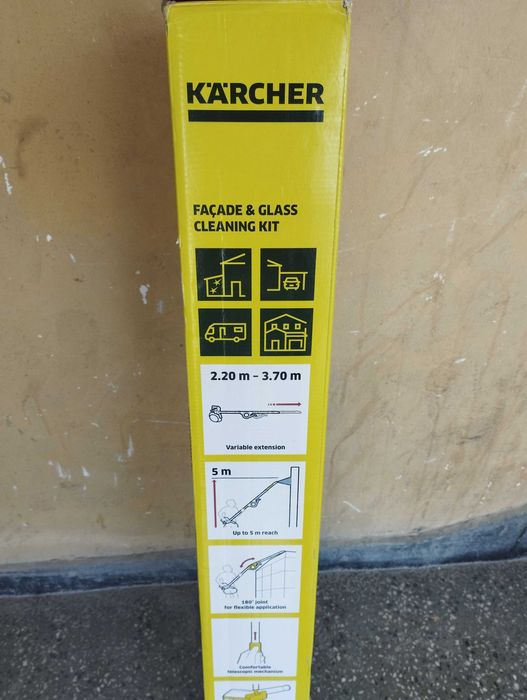 KÄRCHER
FAÇADE & GLASS
CLEANING KIT
2.20 m – 3.70 m
Variable extension
5 m
Up to 5 m reach
180° joint
for flexible application
Comfortable
telescopic mechanism